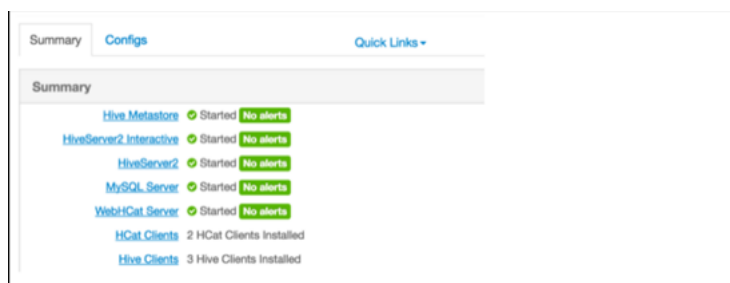 Summary Configs Quick Links
Summary
Hive Metastore Started No alerts
HiveServer2 Interactive Started No alerts
HiveServer2 Started No alerts
MySQL Server Started No alerts
WebHCat Server Started No alerts
HCat Clients 2 HCat Clients Installed
Hive Clients 3 Hive Clients Installed